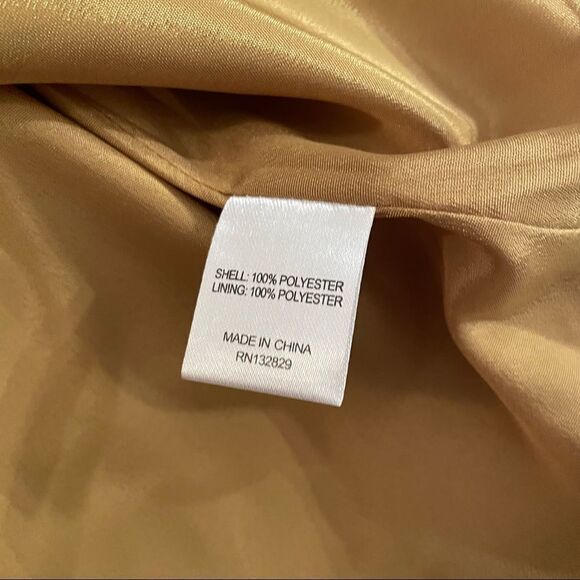 SHELL: 100% POLYESTER
LINING: 100% POLYESTER
MADE IN CHINA
RN132829